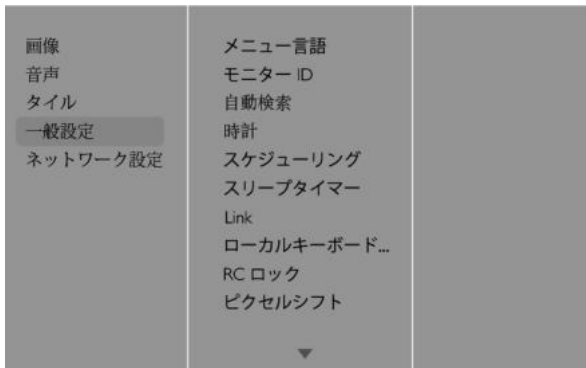 画像
音声
タイル
一般設定
ネットワーク設定
メニュー言語
モニター ID
自動検索
時計
スケジューリング
スリープタイマー
Link
ローカルキーボード...
RC ロック
ピクセルシフト